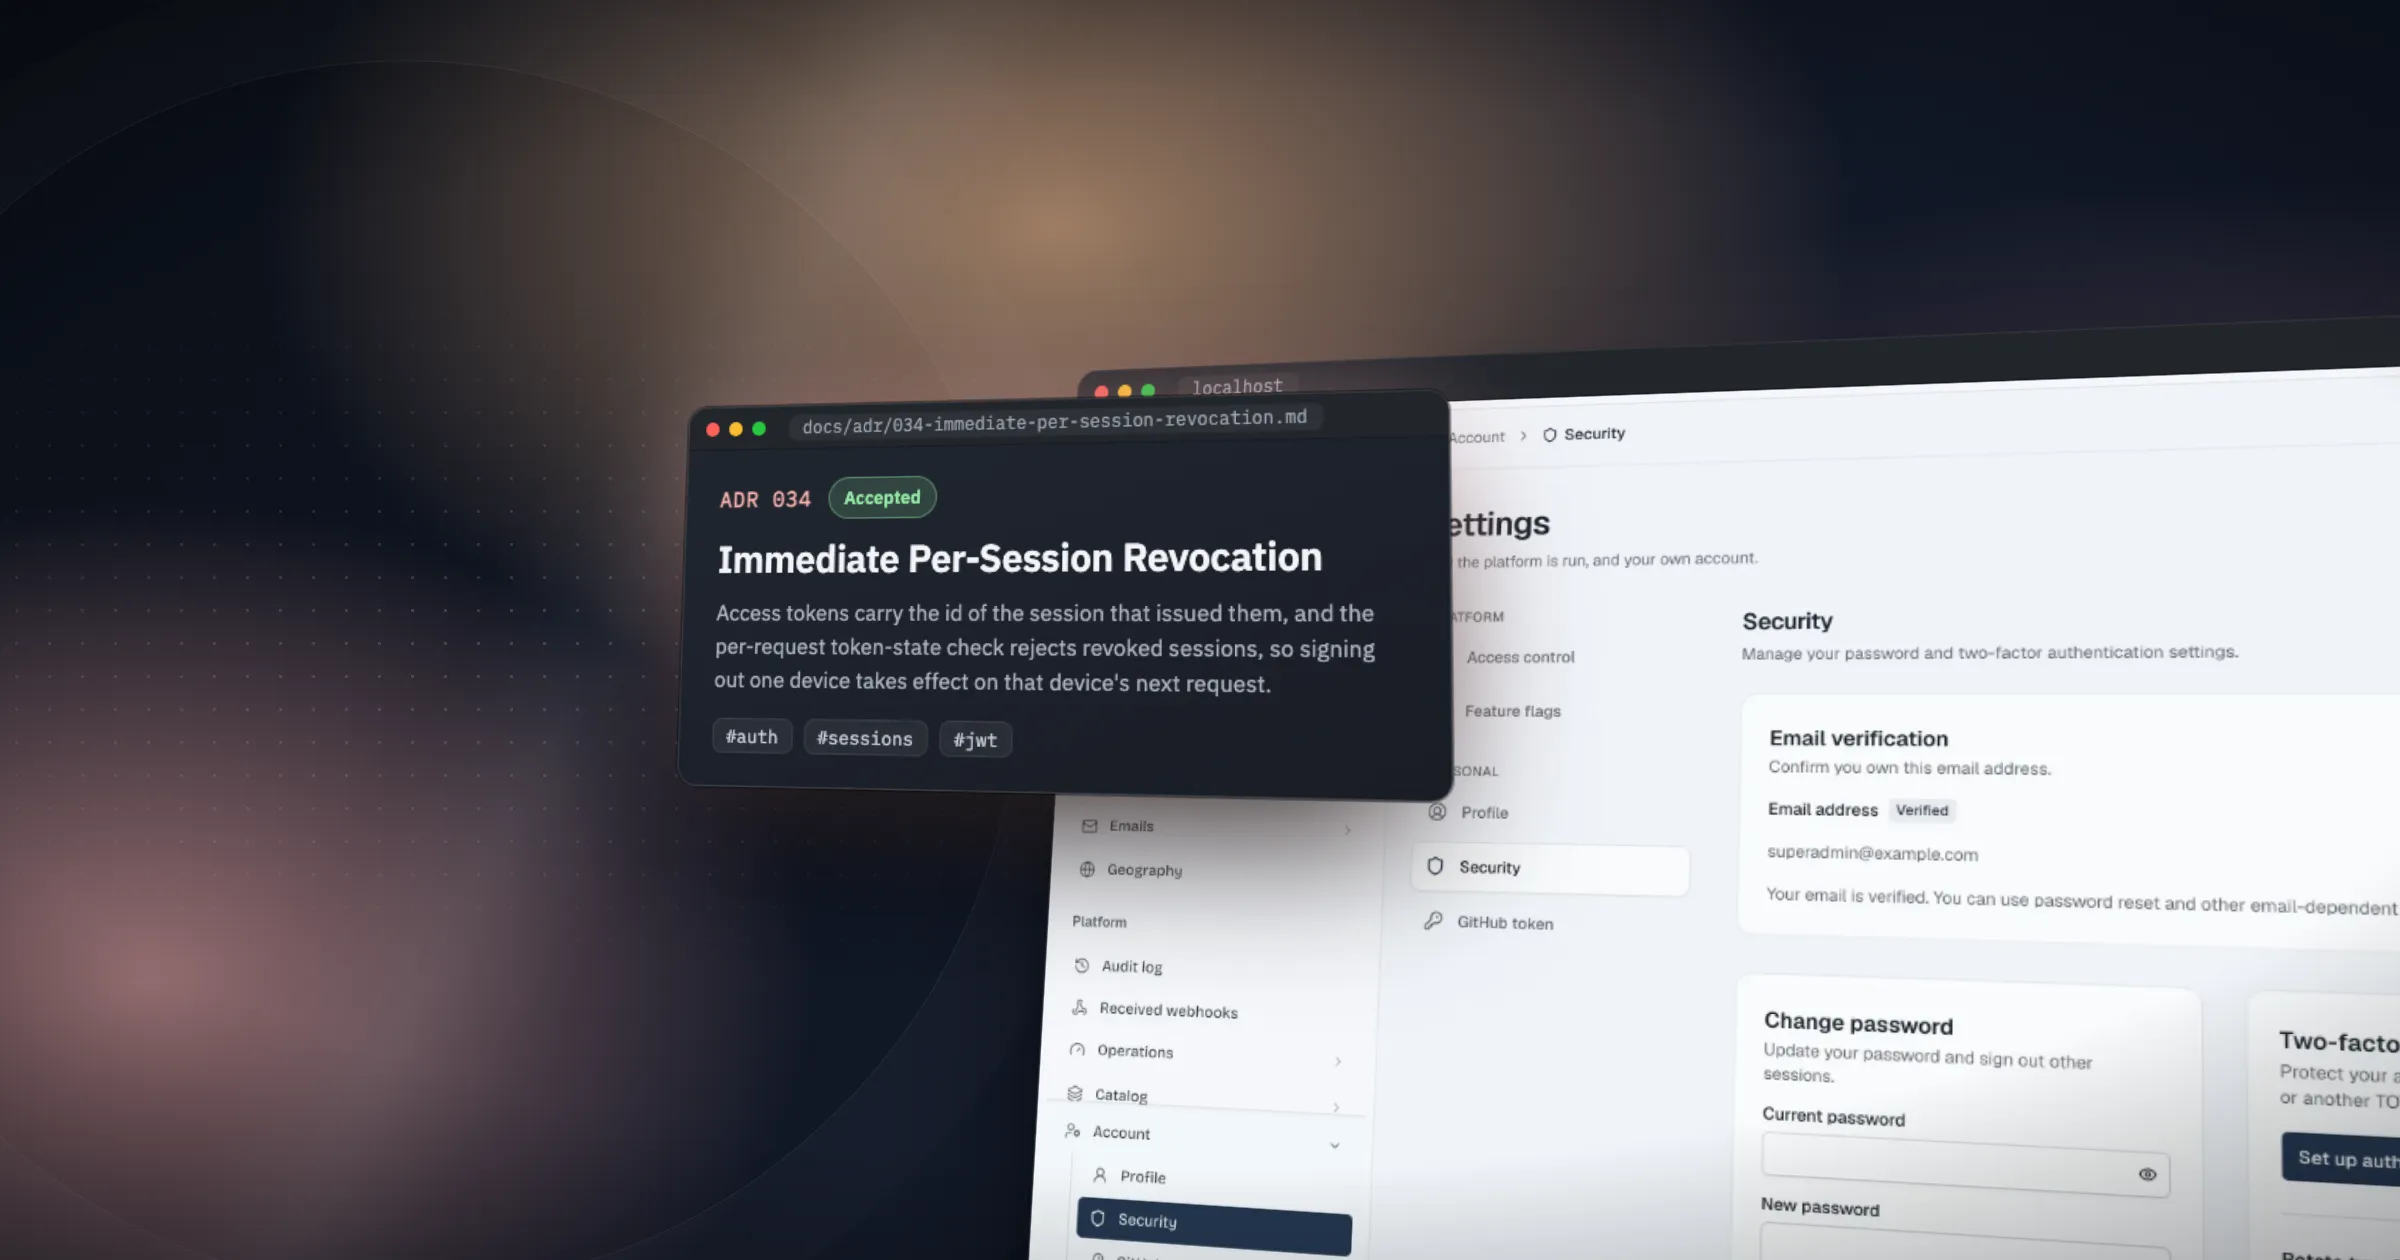 localhost
docs/adr/034-immediate-per-session-revocation.md
ADR 034 Accepted
Immediate Per-Session Revocation
Access tokens carry the id of the session that issued them, and the
per-request token-state check rejects revoked sessions, so signing
out one device takes effect on that device's next request.
#auth #sessions #jwt
Account > Security
ettings
the platform is run, and your own account.
ATFORM
Access control
Feature flags
SONAL
Profile
Security
GitHub token
Emails
Geography
Platform
Audit log
Received webhooks
Operations
Catalog
Account
Profile
Security
Security
Manage your password and two-factor authentication settings.
Email verification
Confirm you own this email address.
Email address Verified
superadmin@example.com
Your email is verified. You can use password reset and other email-dependent
Change password
Update your password and sign out other
sessions.
Current password
New password
Two-facto
Protect your a
or another TO
Set up auth